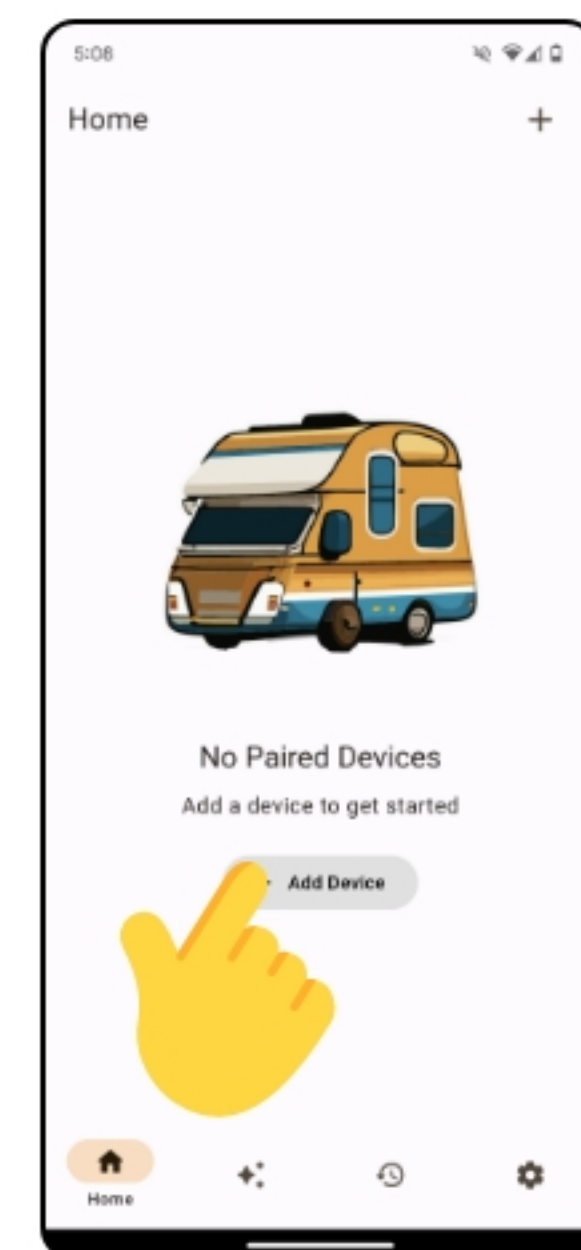 5:08
Home
No Paired Devices
Add a device to get started
Add Device
Home